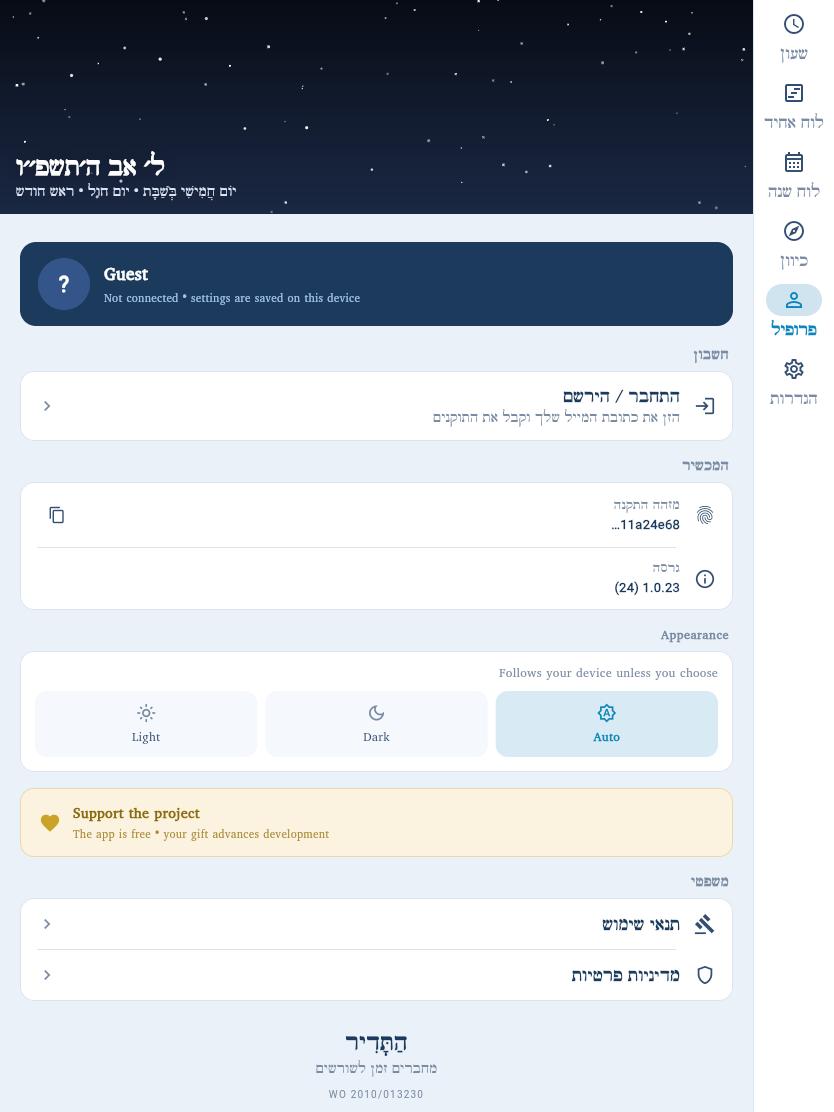 שעון
לוח אחיד
לוח שנה
כיוון
פרופיל
הגדרות
ל׳ אב ה׳תשפ״ו
יוֹם חֲמִישִׁי בְּשַׁבָּת • יום חנל • ראש חודש
?
Guest
Not connected • settings are saved on this device
חשבון
התחבר / הירשם
הזן את כתובת המייל שלך וקבל את התוקנים
המכשיר
מזהה התקנה
11a24e68…
גרסה
1.0.23 (24)
Appearance
Follows your device unless you choose
Light
Dark
Auto
Support the project
The app is free • your gift advances development
משפטי
תנאי שימוש
מדיניות פרטיות
הַתָּדִיר
מחברים זמן לשורשים
WO 2010/013230